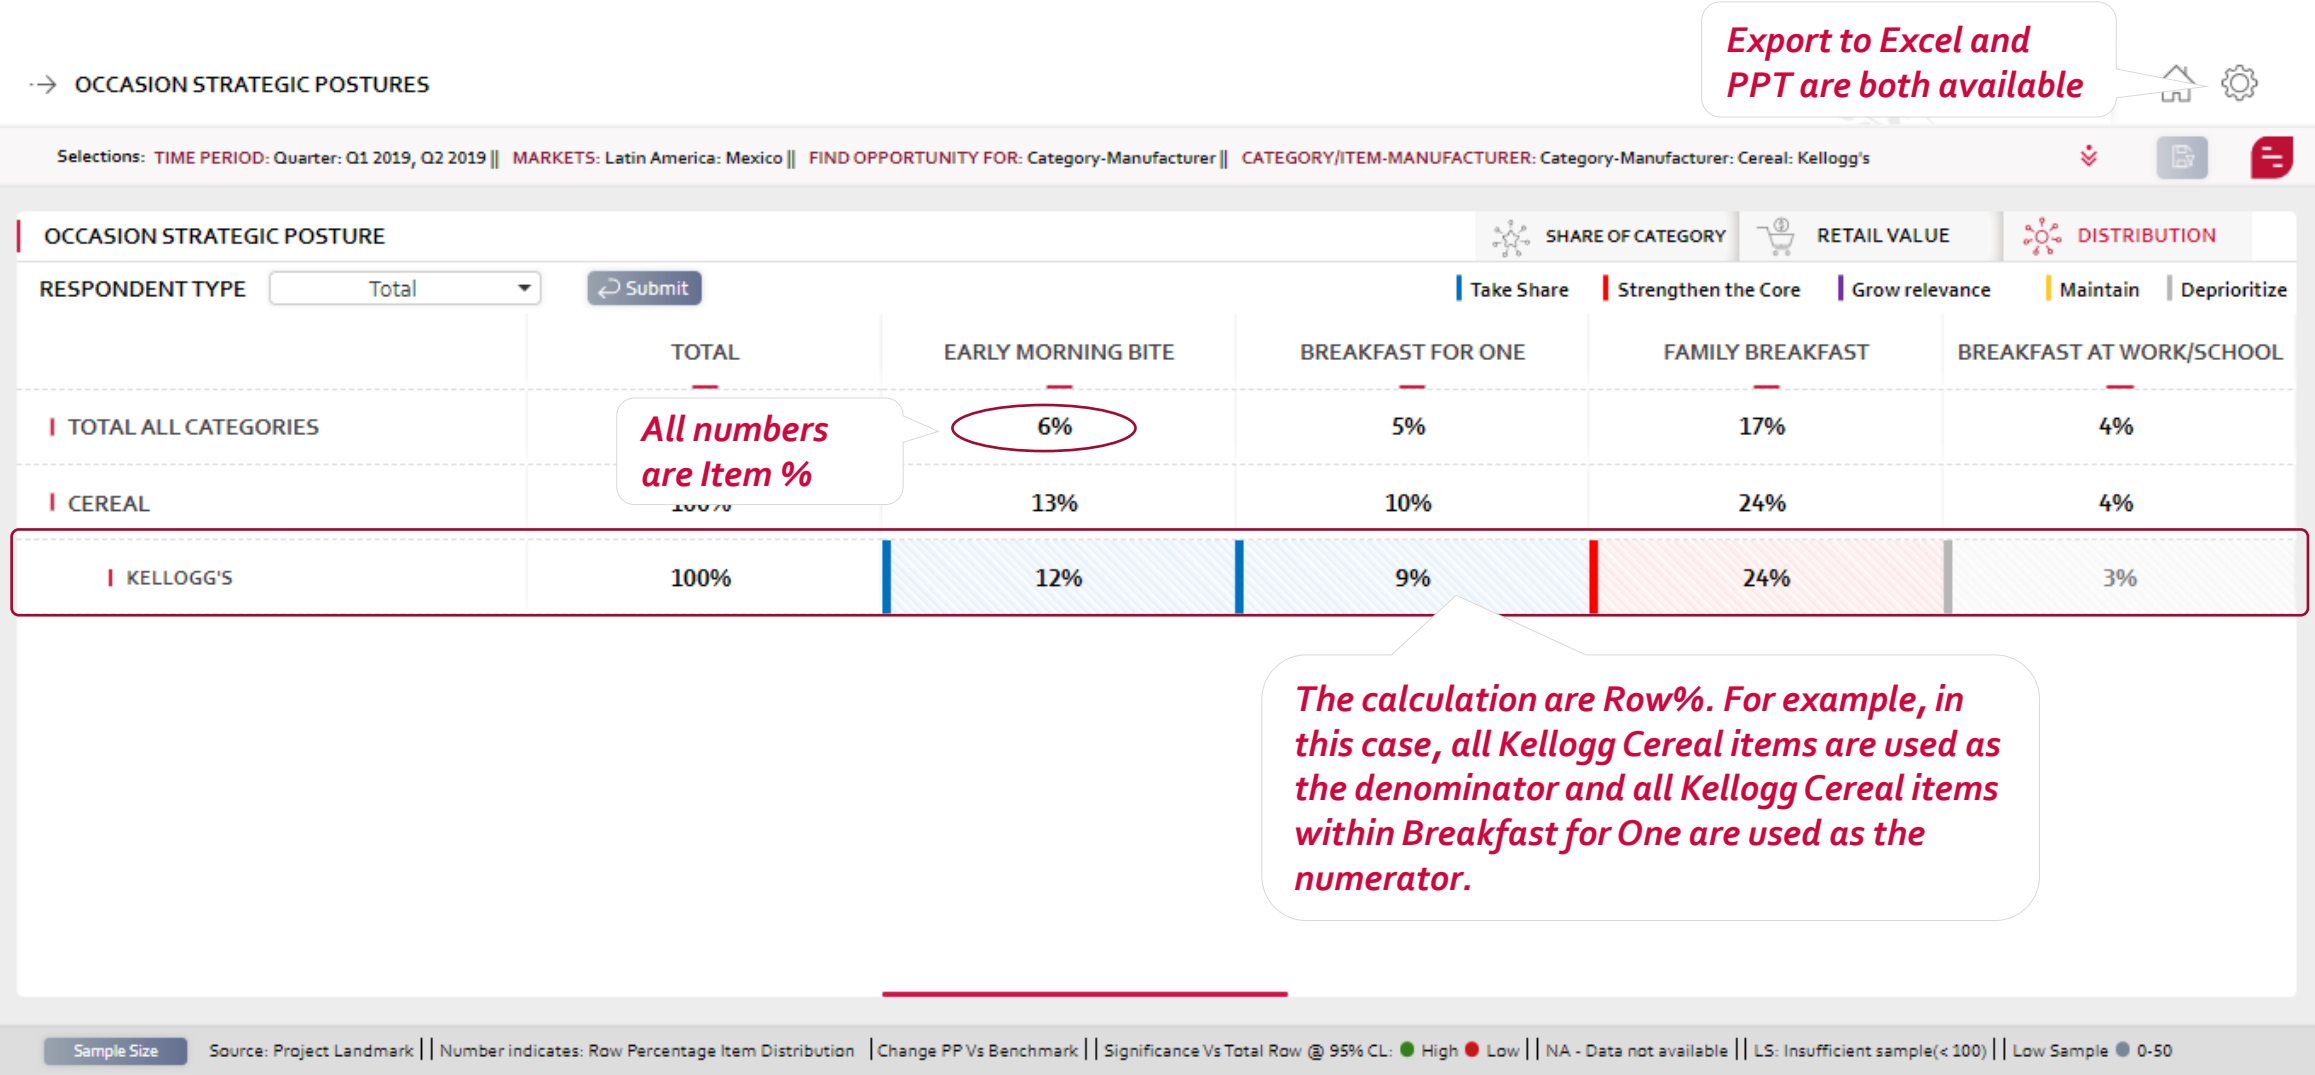 Export to Excel and
PPT are both available
OCCASION STRATEGIC POSTURES
Selections: TIME PERIOD: Quarter: Q1 2019, Q2 2019 || MARKETS: Latin America: Mexico || FIND OPPORTUNITY FOR: Category-Manufacturer || CATEGORY/ITEM-MANUFACTURER: Category-Manufacturer: Cereal: Kellogg's
OCCASION STRATEGIC POSTURE SHARE OF CATEGORY RETAIL VALUE DISTRIBUTION
RESPONDENT TYPE Total Submit Take Share Strengthen the Core Grow relevance Maintain Deprioritize
TOTAL EARLY MORNING BITE BREAKFAST FOR ONE FAMILY BREAKFAST BREAKFAST AT WORK/SCHOOL
TOTAL ALL CATEGORIES 6% 5% 17% 4%
All numbers
are Item %
CEREAL 100% 13% 10% 24% 4%
KELLOGG'S 100% 12% 9% 24% 3%
The calculation are Row%. For example, in
this case, all Kellogg Cereal items are used as
the denominator and all Kellogg Cereal items
within Breakfast for One are used as the
numerator.
Sample Size Source: Project Landmark || Number indicates: Row Percentage Item Distribution | Change PP Vs Benchmark || Significance Vs Total Row @ 95% CL: High Low || NA - Data not available || LS: Insufficient sample(< 100) || Low Sample 0-50